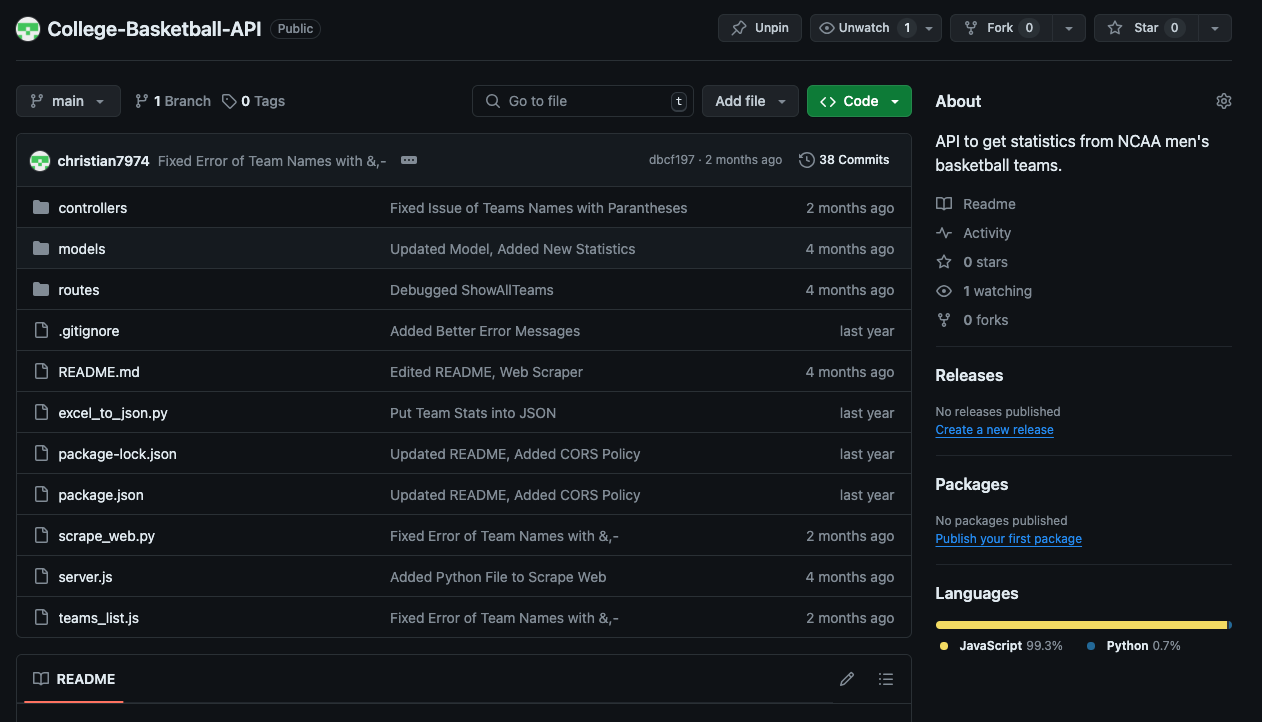 College-Basketball-API Public Unpin Unwatch 1 Fork 0 Star 0
main 1 Branch 0 Tags Go to file t Add file Code
christian7974 Fixed Error of Team Names with &,- dbcf197 · 2 months ago 38 Commits
controllers Fixed Issue of Teams Names with Parantheses 2 months ago
models Updated Model, Added New Statistics 4 months ago
routes Debugged ShowAllTeams 4 months ago
.gitignore Added Better Error Messages last year
README.md Edited README, Web Scraper 4 months ago
excel_to_json.py Put Team Stats into JSON last year
package-lock.json Updated README, Added CORS Policy last year
package.json Updated README, Added CORS Policy last year
scrape_web.py Fixed Error of Team Names with &,- 2 months ago
server.js Added Python File to Scrape Web 4 months ago
teams_list.js Fixed Error of Team Names with &,- 2 months ago
README
About
API to get statistics from NCAA men's
basketball teams.
Readme
Activity
0 stars
1 watching
0 forks
Releases
No releases published
Create a new release
Packages
No packages published
Publish your first package
Languages
JavaScript 99.3% Python 0.7%